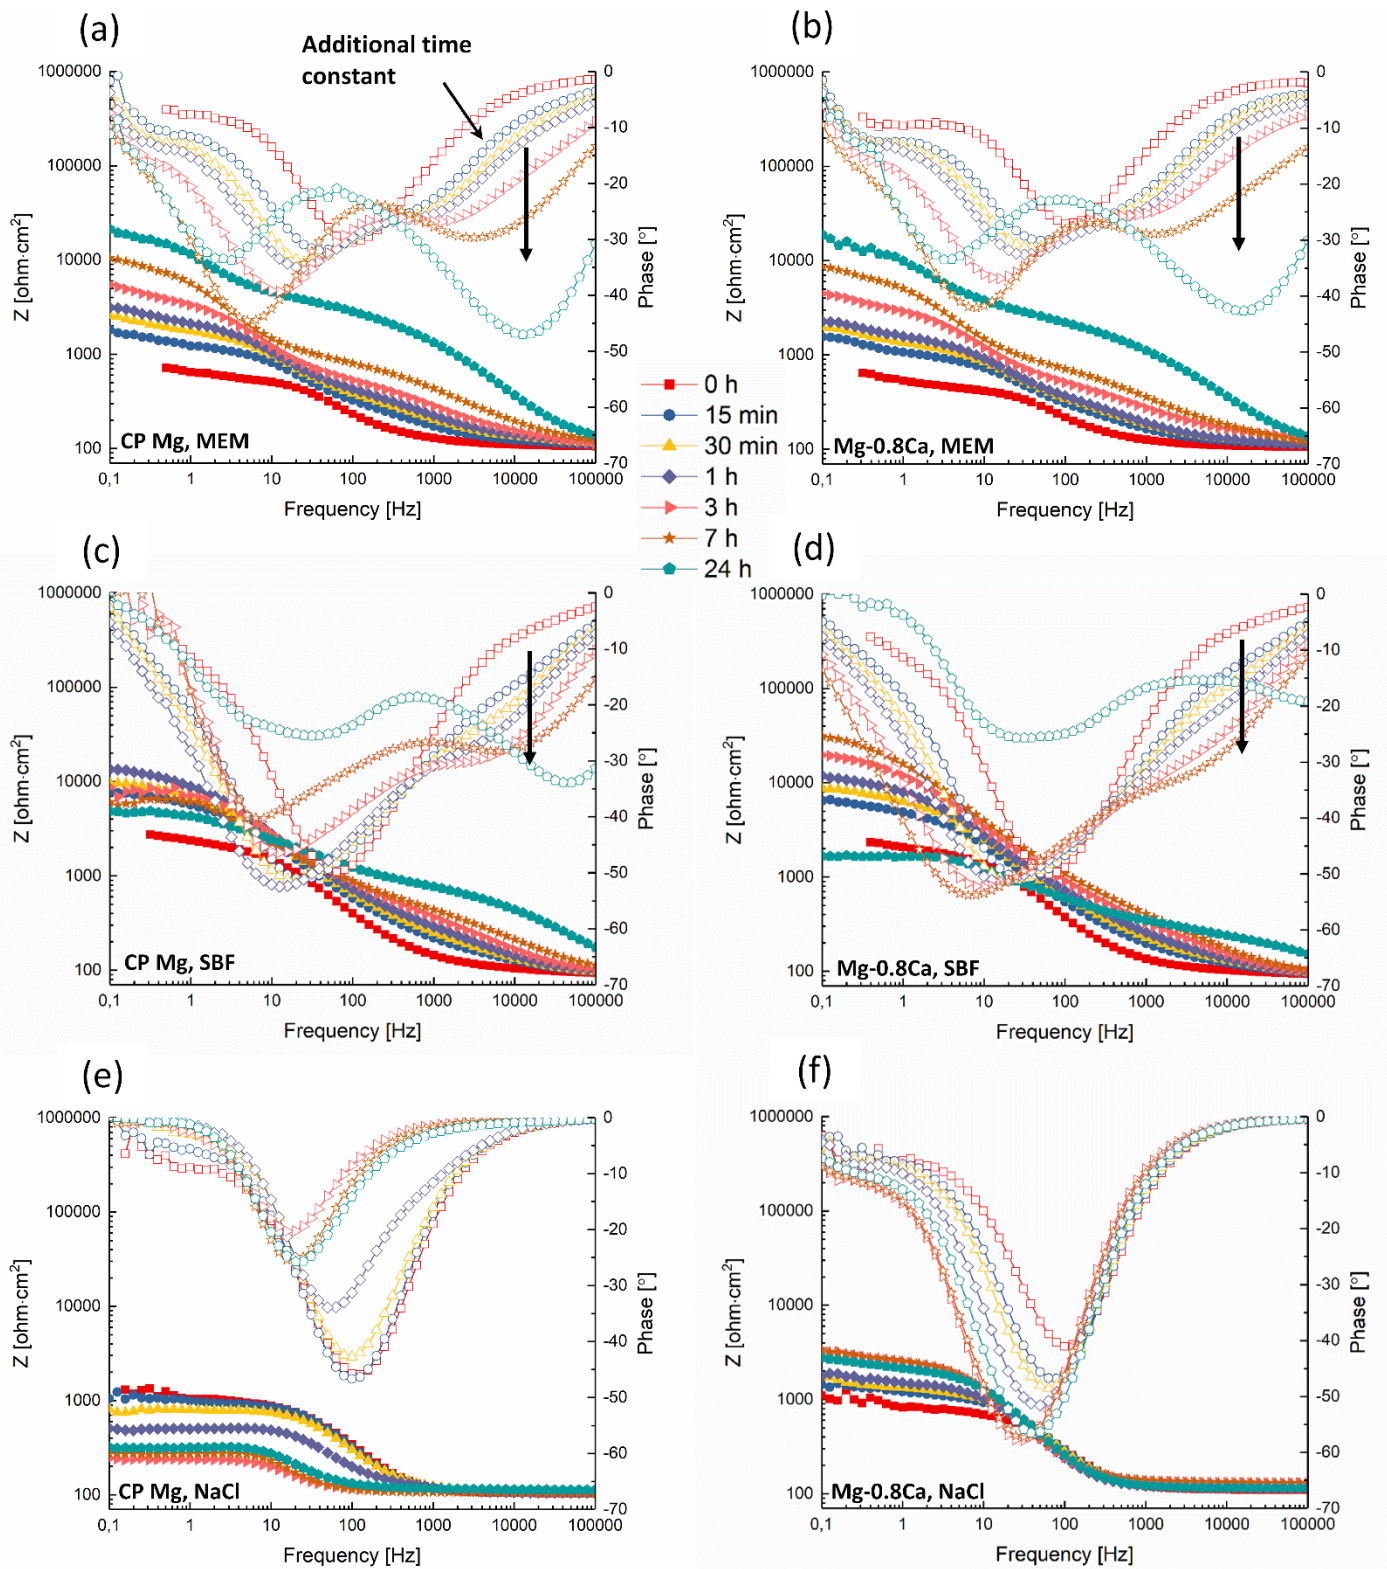 (a)
Additional time
constant
1000000
100000
10000
1000
100
Z [ohm·cm²]
0
-10
-20
-30
-40
-50
-60
-70
Phase [°]
CP Mg, MEM
0,1 1 10 100 1000 10000 100000
Frequency [Hz]
(b)
1000000
100000
10000
1000
100
Z [ohm·cm²]
0
-10
-20
-30
-40
-50
-60
-70
Phase [°]
Mg-0.8Ca, MEM
0,1 1 10 100 1000 10000 100000
Frequency [Hz]
0 h
15 min
30 min
1 h
3 h
7 h
24 h
(c)
1000000
100000
10000
1000
100
Z [ohm·cm²]
0
-10
-20
-30
-40
-50
-60
-70
Phase [°]
CP Mg, SBF
0,1 1 10 100 1000 10000 100000
Frequency [Hz]
(d)
1000000
100000
10000
1000
100
Z [ohm·cm²]
0
-10
-20
-30
-40
-50
-60
-70
Phase [°]
Mg-0.8Ca, SBF
0,1 1 10 100 1000 10000 100000
Frequency [Hz]
(e)
1000000
100000
10000
1000
100
Z [ohm·cm²]
0
-10
-20
-30
-40
-50
-60
-70
Phase [°]
CP Mg, NaCl
0,1 1 10 100 1000 10000 100000
Frequency [Hz]
(f)
1000000
100000
10000
1000
100
Z [ohm·cm²]
0
-10
-20
-30
-40
-50
-60
-70
Phase [°]
Mg-0.8Ca, NaCl
0,1 1 10 100 1000 10000 100000
Frequency [Hz]